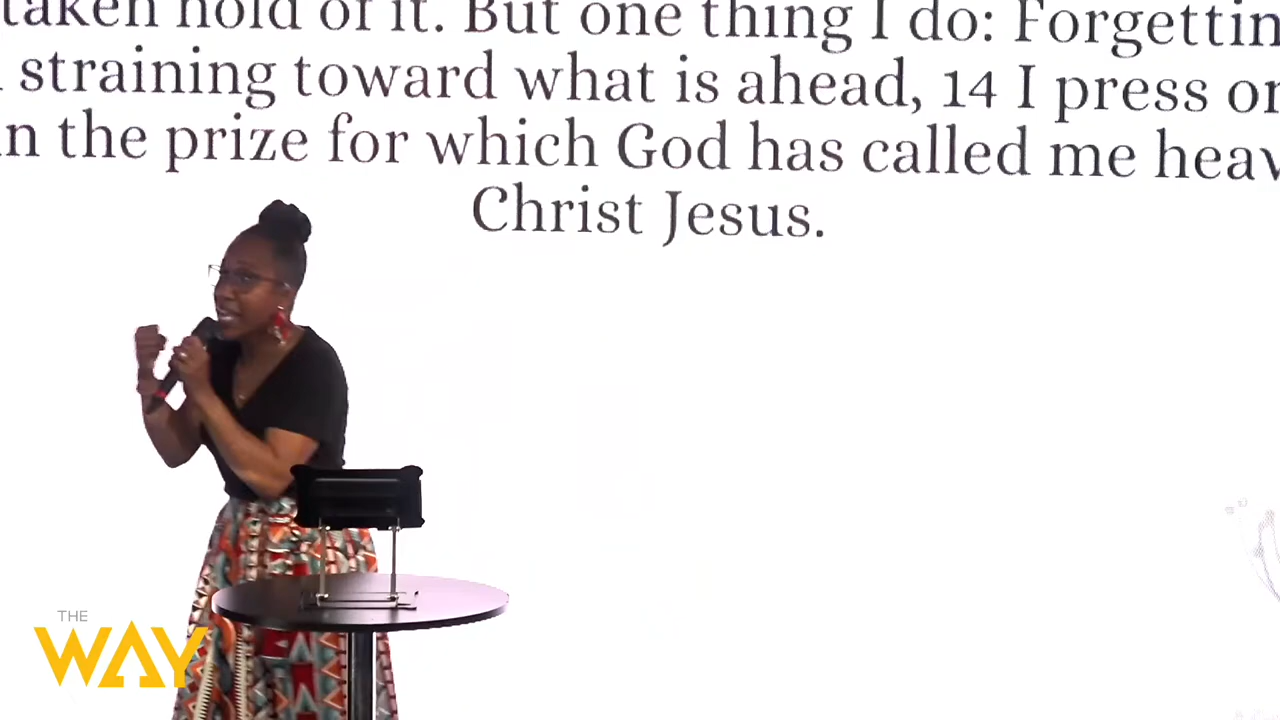 taken hold of it. But one thing I do: Forgettin
straining toward what is ahead, 14 I press on
in the prize for which God has called me heav
Christ Jesus.
THE
WAY